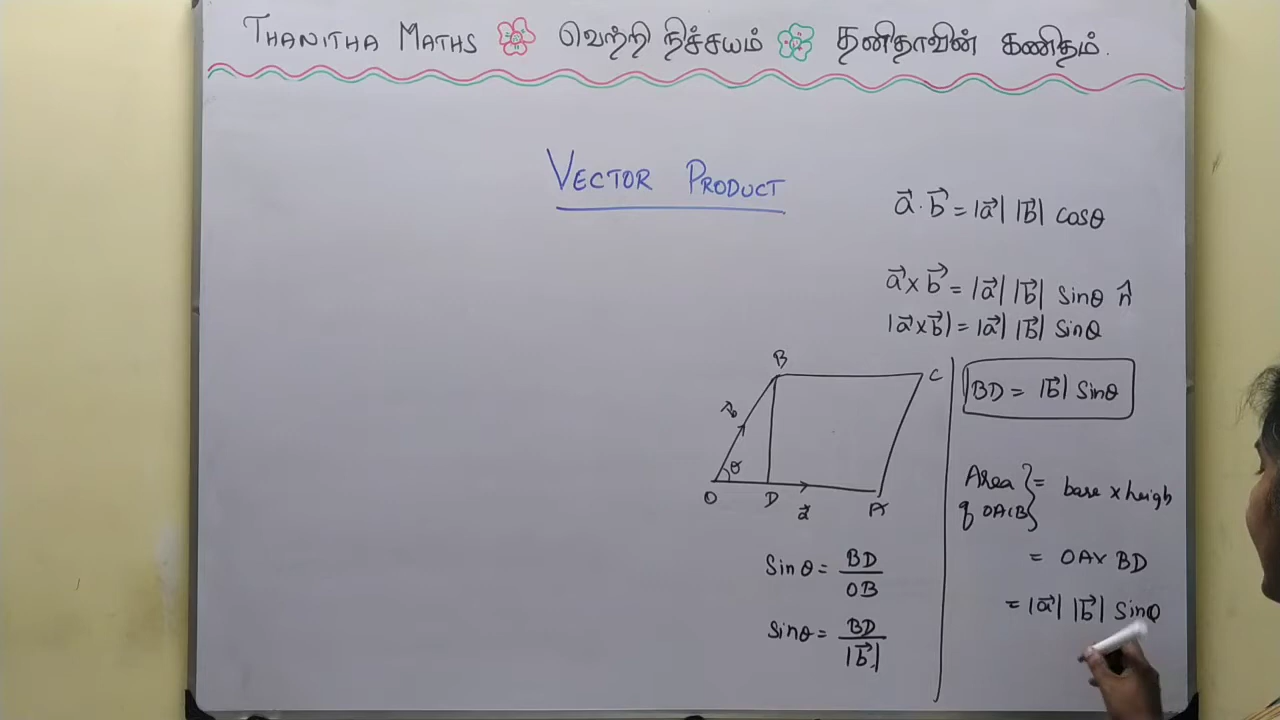 THANITHA MATHS வெற்றி நிச்சயம் தனிதாவின் கணிதம்.
VECTOR PRODUCT
a⃗ · b⃗ = |a⃗| |b⃗| cosθ
a⃗ × b⃗ = |a⃗| |b⃗| Sinθ n̂
|a⃗ × b⃗| = |a⃗| |b⃗| Sinθ
B
C
b⃗
θ
O
D
a⃗
A
Sin θ = BD / OB
Sinθ = BD / |b⃗|
BD = |b⃗| Sinθ
Area of OACB } = base × heigh
= OA × BD
= |a⃗| |b⃗| Sinθ